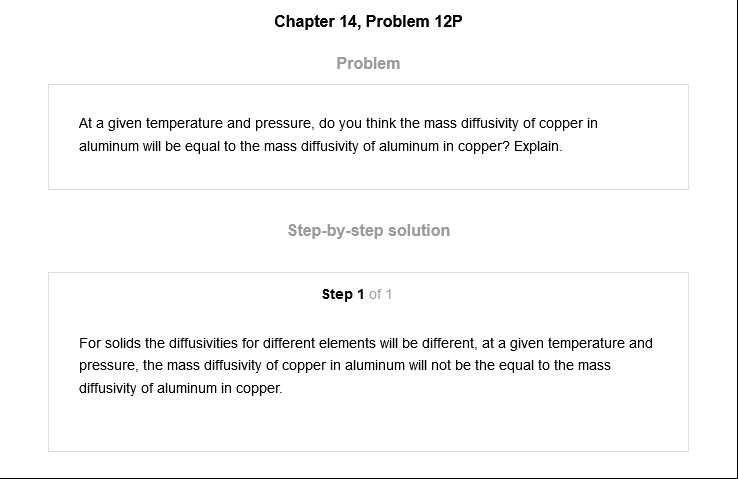 Chapter 14, Problem 12P
Problem
At a given temperature and pressure, do you think the mass diffusivity of copper in
aluminum will be equal to the mass diffusivity of aluminum in copper? Explain.
Step-by-step solution
Step 1 of 1
For solids the diffusivities for different elements will be different, at a given temperature and
pressure, the mass diffusivity of copper in aluminum will not be the equal to the mass
diffusivity of aluminum in copper.